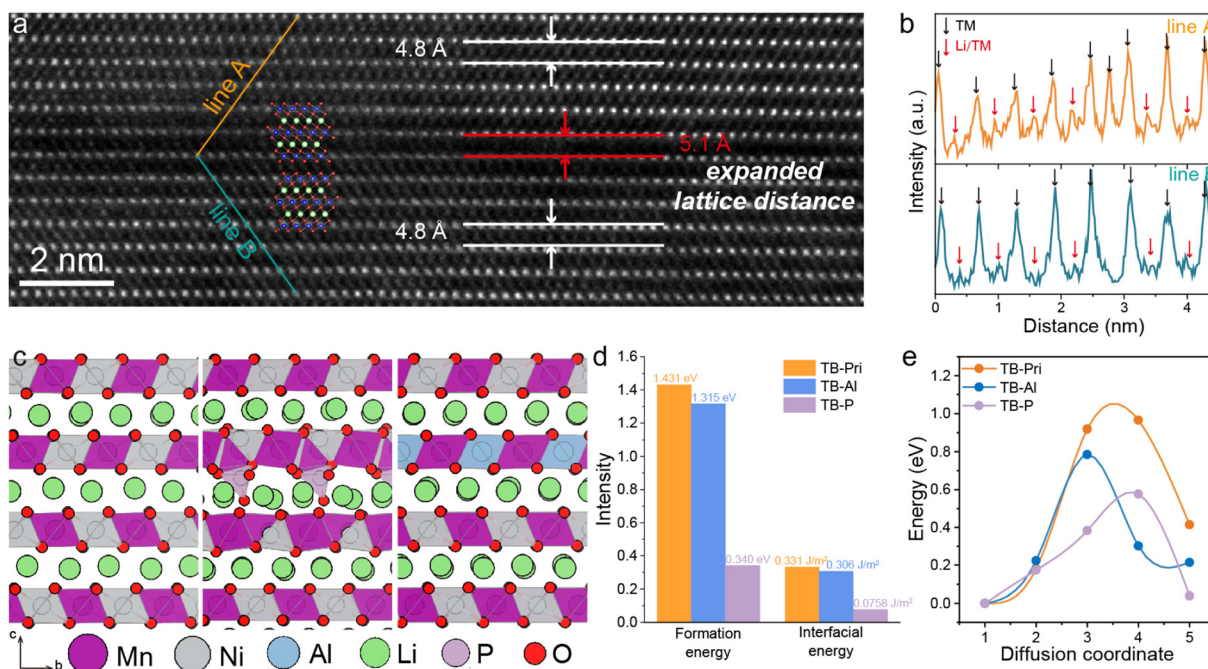 a
line A
line B
2 nm
4.8 Å
5.1 Å
expanded
lattice distance
4.8 Å
b
TM
Li/TM
line A
line
Intensity (a.u.)
0 1 2 3 4
Distance (nm)
c
c
b
Mn Ni Al Li P O
d
1.6
1.4
1.2
1.0
0.8
0.6
0.4
0.2
0.0
Intensity
TB-Pri
TB-Al
TB-P
1.431 eV
1.315 eV
0.340 eV
0.331 J/m²
0.306 J/m²
0.0758 J/m²
Formation
energy
Interfacial
energy
e
TB-Pri
TB-Al
TB-P
1.2
1.0
0.8
0.6
0.4
0.2
0.0
Energy (eV)
1 2 3 4 5
Diffusion coordinate